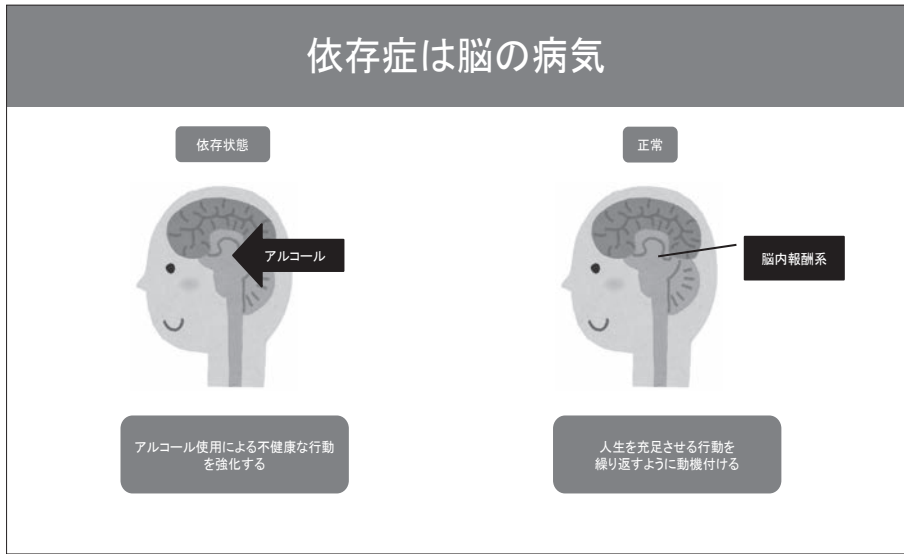 依存症は脳の病気
依存状態
正常
アルコール
脳内報酬系
アルコール使用による不健康な行動
を強化する
人生を充足させる行動を
繰り返すように動機付ける